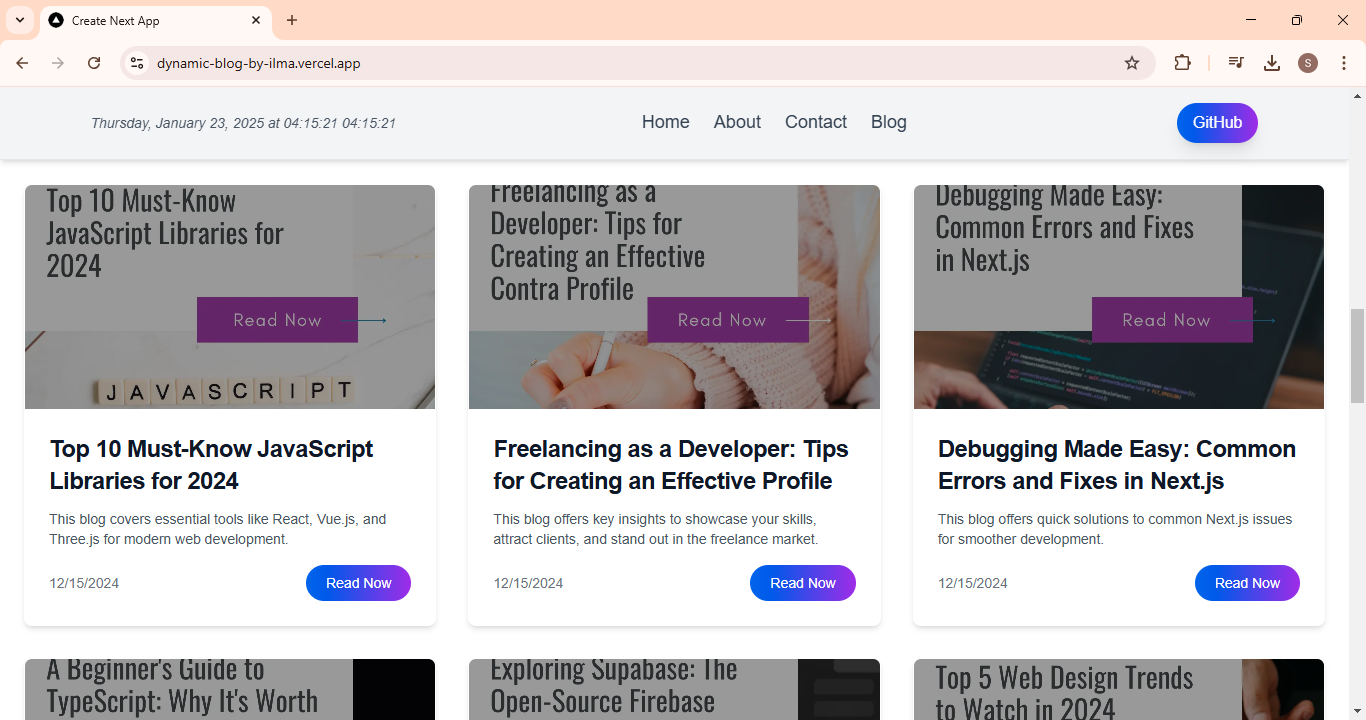 Create Next App
dynamic-blog-by-ilma.vercel.app
S
Thursday, January 23, 2025 at 04:15:21 04:15:21
Home About Contact Blog
GitHub
Top 10 Must-Know
JavaScript Libraries for
2024
Read Now
JAVASCRIPT
Top 10 Must-Know JavaScript
Libraries for 2024
This blog covers essential tools like React, Vue.js, and
Three.js for modern web development.
12/15/2024
Read Now
Freelancing as a
Developer: Tips for
Creating an Effective
Contra Profile
Read Now
Freelancing as a Developer: Tips
for Creating an Effective Profile
This blog offers key insights to showcase your skills,
attract clients, and stand out in the freelance market.
12/15/2024
Read Now
Debugging Made Easy:
Common Errors and Fixes
in Next.js
Read Now
Debugging Made Easy: Common
Errors and Fixes in Next.js
This blog offers quick solutions to common Next.js issues
for smoother development.
12/15/2024
Read Now
A Beginner's Guide to
TypeScript: Why It's Worth
Exploring Supabase: The
Open-Source Firebase
Top 5 Web Design Trends
to Watch in 2024